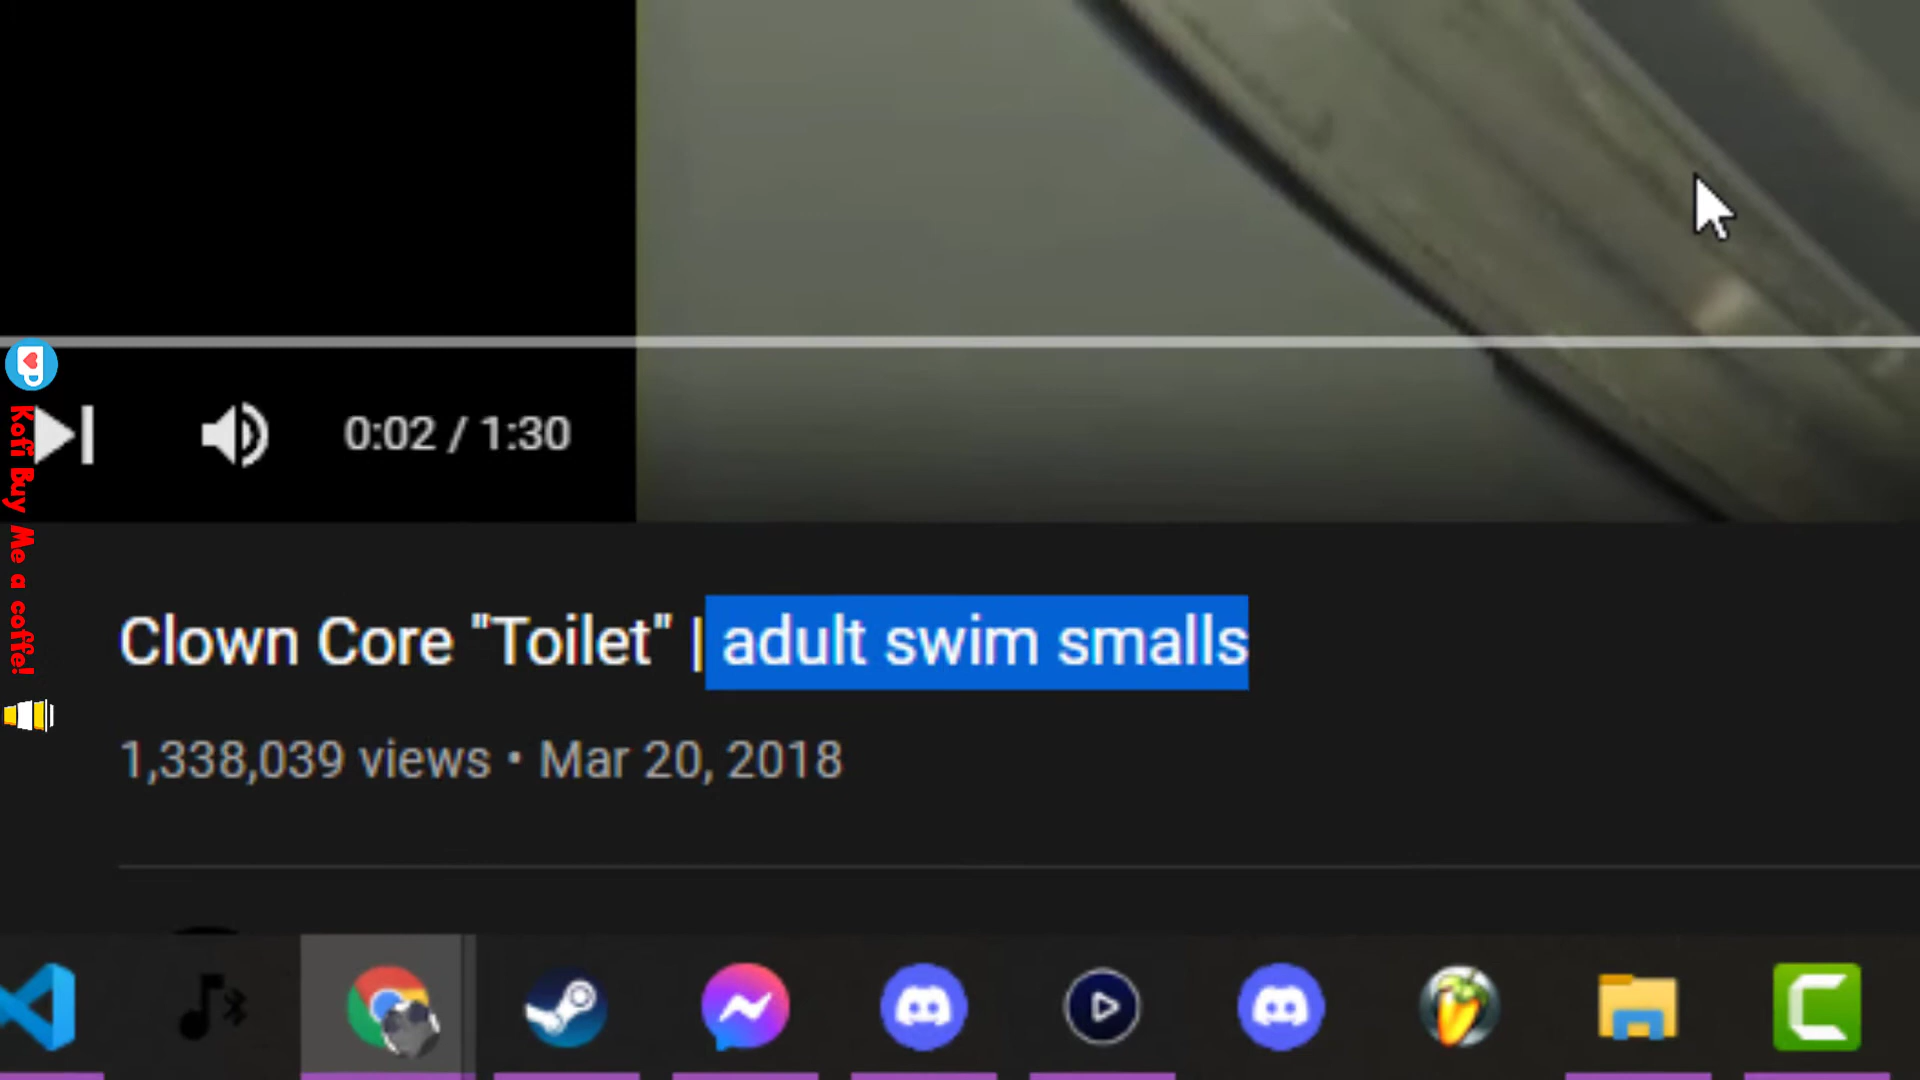 0:02 / 1:30
Kofi Buy Me a coffe!
Clown Core "Toilet" | adult swim smalls
1,338,039 views • Mar 20, 2018